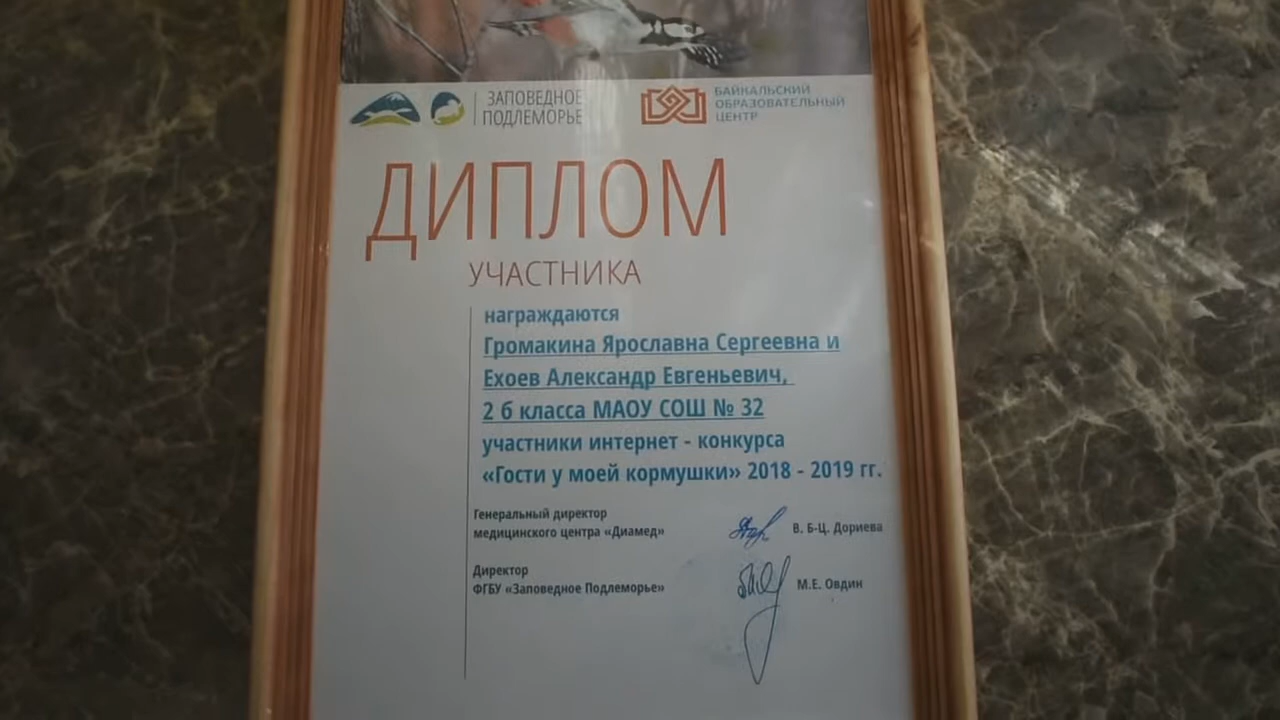 ЗАПОВЕДНОЕ
ПОДЛЕМОРЬЕ
БАЙКАЛЬСКИЙ
ОБРАЗОВАТЕЛЬНЫЙ
ЦЕНТР
ДИПЛОМ
УЧАСТНИКА
награждаются
Громакина Ярославна Сергеевна и
Ехоев Александр Евгеньевич,
2 б класса МАОУ СОШ № 32
участники интернет - конкурса
«Гости у моей кормушки» 2018 - 2019 гг.
Генеральный директор
медицинского центра «Диамед» В. Б-Ц. Дориева
Директор
ФГБУ «Заповедное Подлеморье» М.Е. Овдин